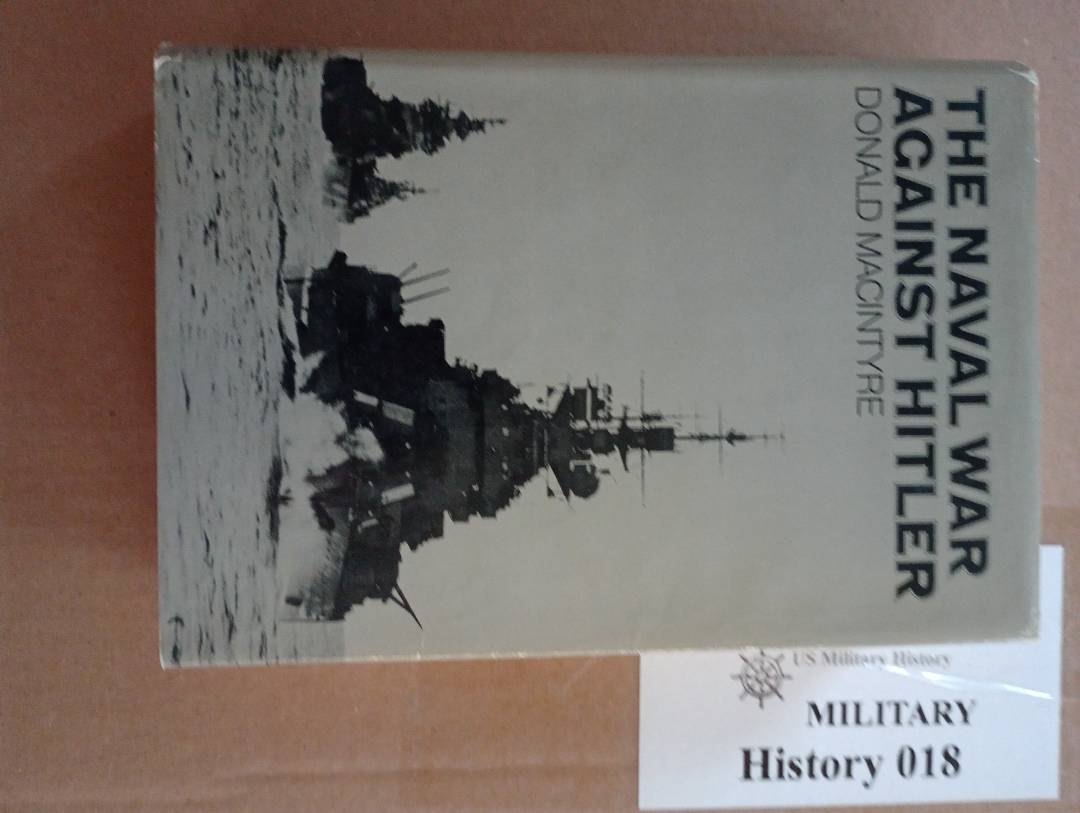 THE NAVAL WAR
AGAINST HITLER
DONALD MACINTYRE
US Military History
MILITARY
History 018